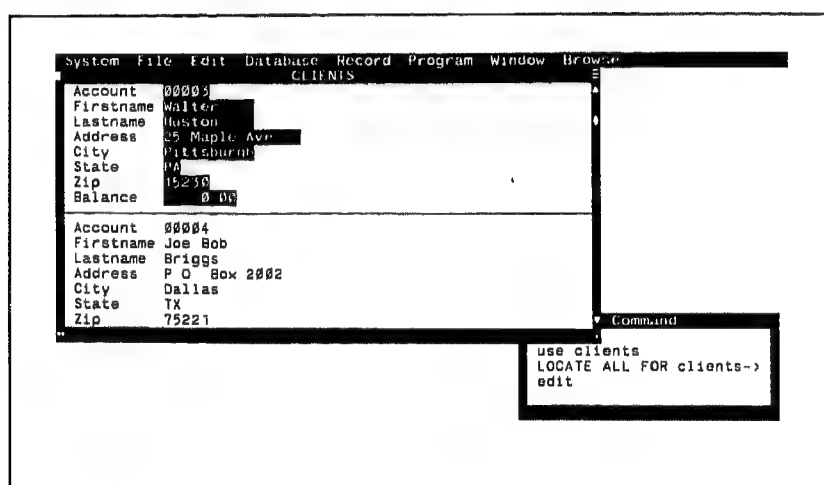 System File Edit Database Record Program Window Browse
CLIENTS
Account 00003
Firstname Walter
Lastname Huston
Address 25 Maple Ave
City Pittsburgh
State PA
Zip 15230
Balance 0.00
Account 00004
Firstname Joe Bob
Lastname Briggs
Address P O Box 2002
City Dallas
State TX
Zip 75221
Command
use clients
LOCATE ALL FOR clients->
edit